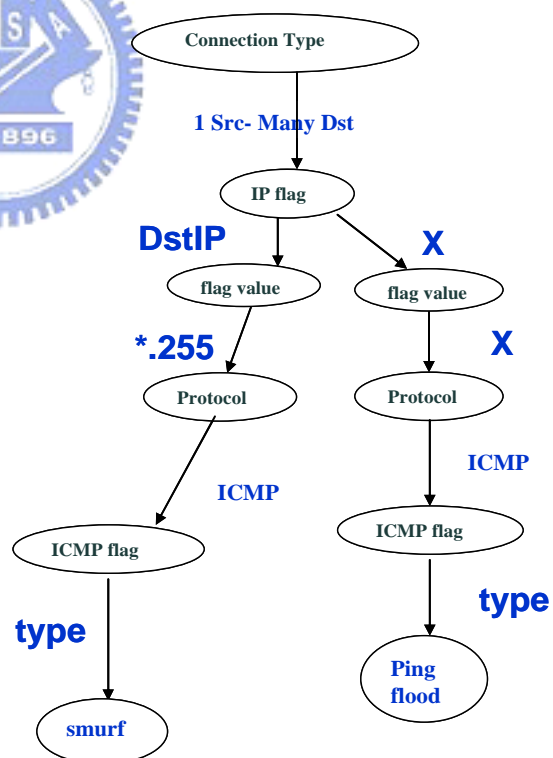 S A
896
Connection Type
1 Src- Many Dst
IP flag
DstIP
X
flag value
flag value
*.255
X
Protocol
Protocol
ICMP
ICMP
ICMP flag
ICMP flag
type
type
Ping
flood
smurf